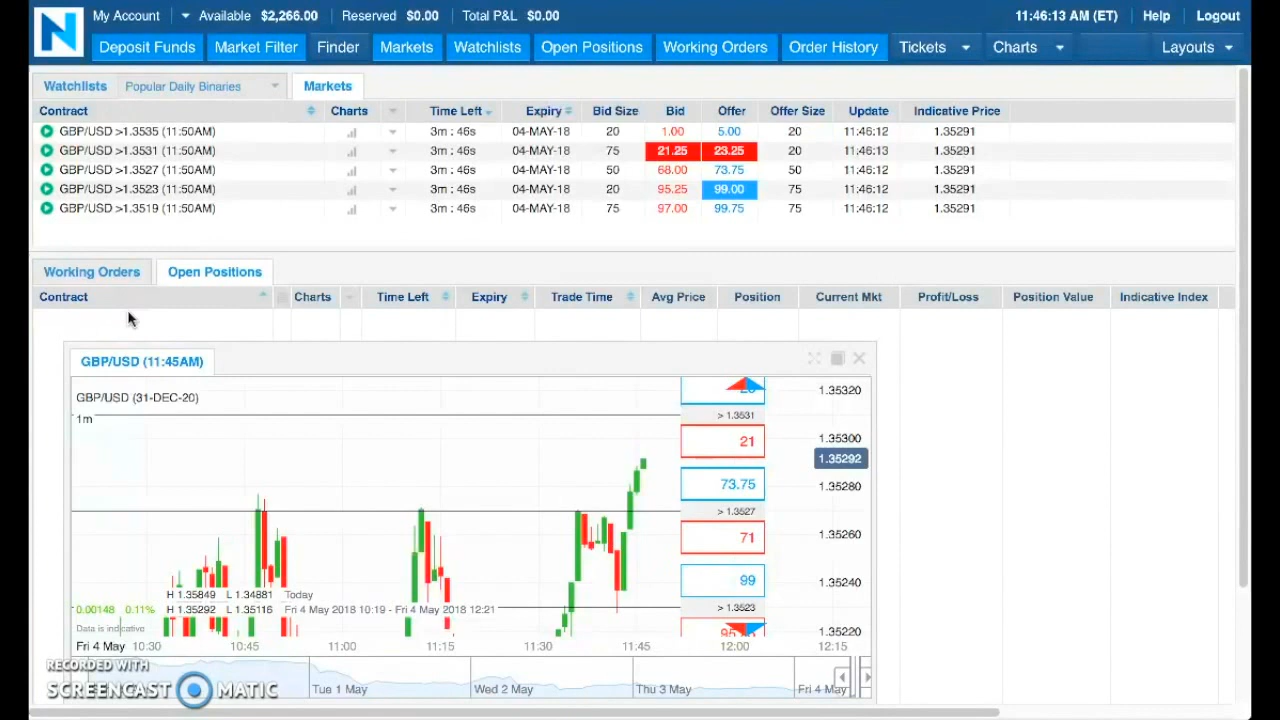 N
My Account Available $2,266.00 Reserved $0.00 Total P&L $0.00 11:46:13 AM (ET) Help Logout
Deposit Funds Market Filter Finder Markets Watchlists Open Positions Working Orders Order History Tickets Charts Layouts
Watchlists Popular Daily Binaries Markets
Contract Charts Time Left Expiry Bid Size Bid Offer Offer Size Update Indicative Price
GBP/USD >1.3535 (11:50AM) 3m : 46s 04-MAY-18 20 1.00 5.00 20 11:46:12 1.35291
GBP/USD >1.3531 (11:50AM) 3m : 46s 04-MAY-18 75 21.25 23.25 20 11:46:13 1.35291
GBP/USD >1.3527 (11:50AM) 3m : 46s 04-MAY-18 50 68.00 73.75 50 11:46:12 1.35291
GBP/USD >1.3523 (11:50AM) 3m : 46s 04-MAY-18 20 95.25 99.00 75 11:46:12 1.35291
GBP/USD >1.3519 (11:50AM) 3m : 46s 04-MAY-18 75 97.00 99.75 75 11:46:12 1.35291
Working Orders Open Positions
Contract Charts Time Left Expiry Trade Time Avg Price Position Current Mkt Profit/Loss Position Value Indicative Index
GBP/USD (11:45AM)
GBP/USD (31-DEC-20) 1.35320
1m > 1.3531
21 1.35300
1.35292
73.75 1.35280
> 1.3527
71 1.35260
99 1.35240
H 1.35849 L 1.34881 Today
0.00148 0.11% H 1.35292 L 1.35116 Fri 4 May 2018 10:19 - Fri 4 May 2018 12:21 > 1.3523
Data is indicative 1.35220
Fri 4 May 10:30 10:45 11:00 11:15 11:30 11:45 12:00 12:15
RECORDED WITH
SCREENCAST MATIC
Tue 1 May Wed 2 May Thu 3 May Fri 4 May